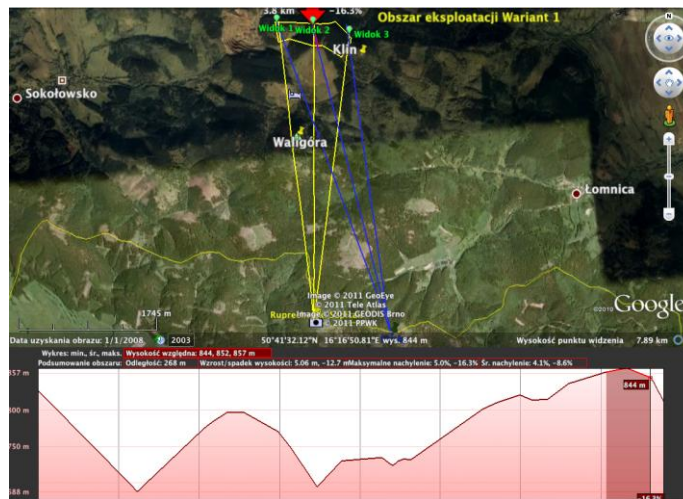 3.8 km -16.3%
Obszar eksploatacji Wariant 1
Widok 1
Widok 2
Widok 3
Klin
Sokołowsko
Waligóra
Łomnica
N
Image © 2011 GeoEye
© 2011 Tele Atlas
Image © 2011 GEODIS Brno
© 2011 PPWK
1745 m
©2010 Google
Data uzyskania obrazu: 1/1/2008 2003 50°41'32.12"N 16°16'50.81"E wys. 844 m Wysokość punktu widzenia 7.89 km
Wykres: min., śr., maks. Wysokość względna: 844, 852, 857 m
Podsumowanie obszaru: Odległość: 268 m Wzrost/spadek wysokości: 5.06 m, -12.7 m Maksymalne nachylenie: 5.0%, -16.3% Śr. nachylenie: 4.1%, -8.6%
857 m
844 m
800 m
750 m
688 m
-16.3%